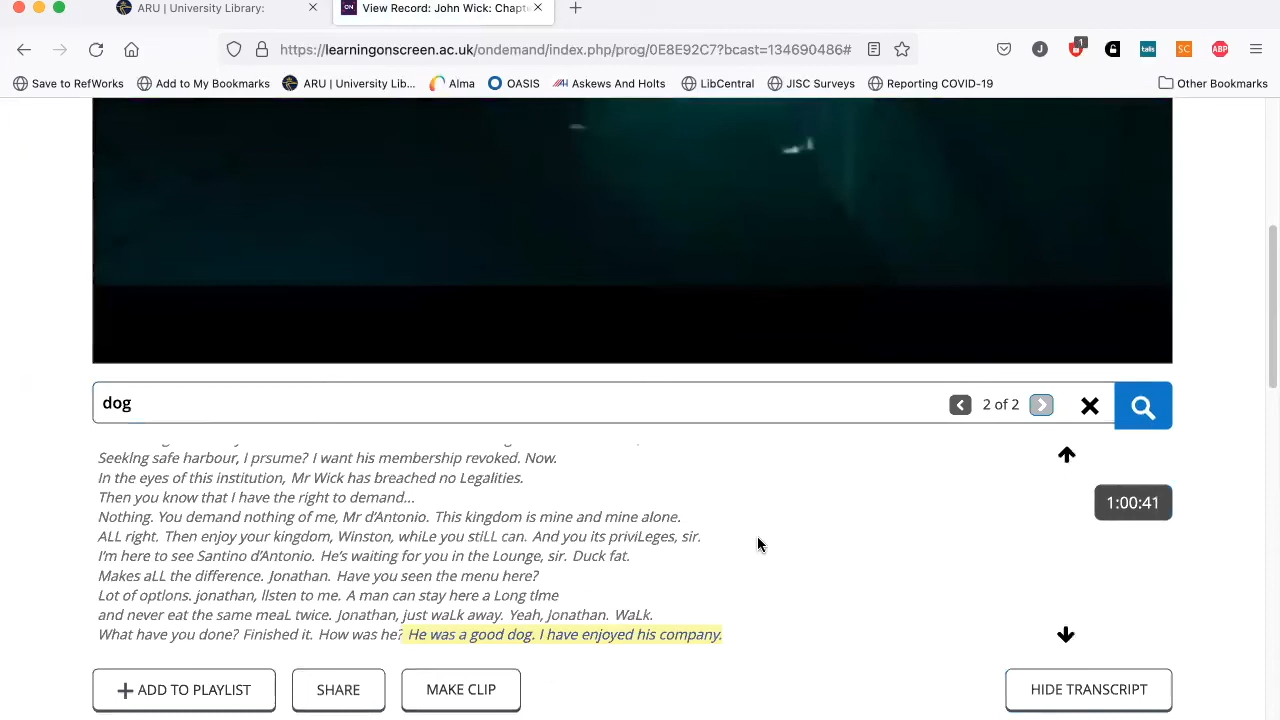 ARU | University Library:
View Record: John Wick: Chapt
https://learningonscreen.ac.uk/ondemand/index.php/prog/0E8E92C7?bcast=134690486#
1
J
talis
SC
ABP
Save to RefWorks
Add to My Bookmarks
ARU | University Lib...
Alma
OASIS
Askews And Holts
LibCentral
JISC Surveys
Reporting COVID-19
Other Bookmarks
dog
2 of 2
Seeklng safe harbour, I prsume? I want his membership revoked. Now.
In the eyes of this institution, Mr Wick has breached no Legalities.
Then you know that I have the right to demand...
1:00:41
Nothing. You demand nothing of me, Mr d'Antonio. This kingdom is mine and mine alone.
ALL right. Then enjoy your kingdom, Winston, whiLe you stiLL can. And you its priviLeges, sir.
I'm here to see Santino d'Antonio. He's waiting for you in the Lounge, sir. Duck fat.
Makes aLL the difference. Jonathan. Have you seen the menu here?
Lot of options. jonathan, llsten to me. A man can stay here a Long tlme
and never eat the same meaL twice. Jonathan, just waLk away. Yeah, Jonathan. WaLk.
What have you done? Finished it. How was he? He was a good dog. I have enjoyed his company.
ADD TO PLAYLIST
SHARE
MAKE CLIP
HIDE TRANSCRIPT